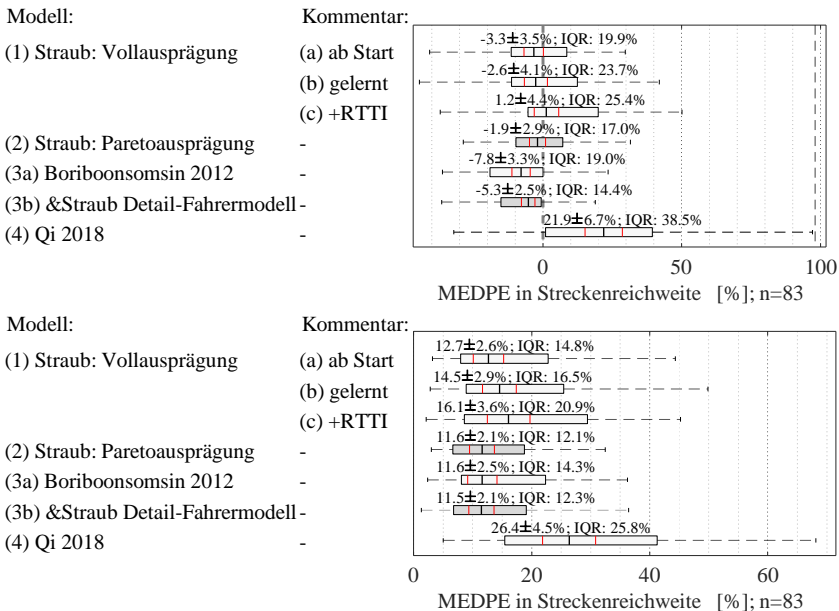 Modell: Kommentar:
(1) Straub: Vollausprägung (a) ab Start -3.3±3.5%; IQR: 19.9%
(b) gelernt -2.6±4.1%; IQR: 23.7%
(c) +RTTI 1.2±4.4%; IQR: 25.4%
(2) Straub: Paretoausprägung - -1.9±2.9%; IQR: 17.0%
(3a) Boriboonsomsin 2012 - -7.8±3.3%; IQR: 19.0%
(3b) &Straub Detail-Fahrermodell - -5.3±2.5%; IQR: 14.4%
(4) Qi 2018 - 21.9±6.7%; IQR: 38.5%
0 50 100
MEDPE in Streckenreichweite [%]; n=83
Modell: Kommentar:
(1) Straub: Vollausprägung (a) ab Start 12.7±2.6%; IQR: 14.8%
(b) gelernt 14.5±2.9%; IQR: 16.5%
(c) +RTTI 16.1±3.6%; IQR: 20.9%
(2) Straub: Paretoausprägung - 11.6±2.1%; IQR: 12.1%
(3a) Boriboonsomsin 2012 - 11.6±2.5%; IQR: 14.3%
(3b) &Straub Detail-Fahrermodell - 11.5±2.1%; IQR: 12.3%
(4) Qi 2018 - 26.4±4.5%; IQR: 25.8%
0 20 40 60
MEDPE in Streckenreichweite [%]; n=83